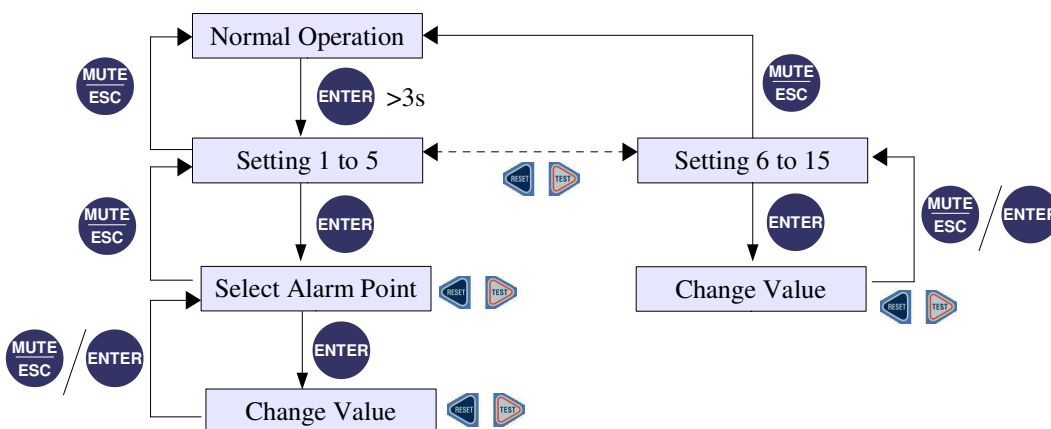 Normal Operation
MUTE
ESC
ENTER >3s
MUTE
ESC
Setting 1 to 5
Setting 6 to 15
RESET TEST
MUTE
ESC
ENTER
ENTER
MUTE
ESC
ENTER
Select Alarm Point
RESET TEST
Change Value
RESET TEST
MUTE
ESC
ENTER
ENTER
Change Value
RESET TEST